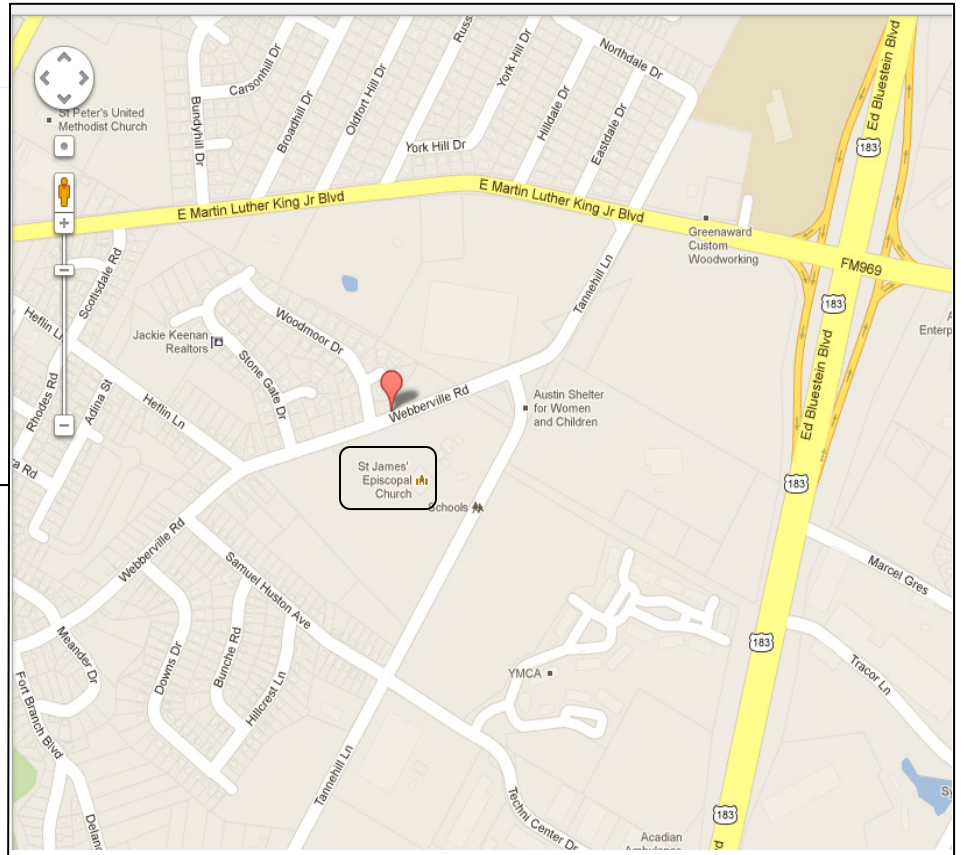 Northdale Dr
Russ
York Hill Dr
Carsonhill Dr
Oldfort Hill Dr
Broadhill Dr
Bundyhill Dr
Hilldale Dr
Eastdale Dr
York Hill Dr
Ed Bluestein Blvd
183
St Peter's United
Methodist Church
E Martin Luther King Jr Blvd
E Martin Luther King Jr Blvd
Greenaward
Custom
Woodworking
FM969
183
Scottsdale Rd
Tannehill Ln
Heflin Ln
Woodmoor Dr
Jackie Keenan
Realtors
Stone Gate Dr
Enterp
Ed Bluestein Blvd
Rhodes Rd
Adina St
Heflin Ln
Webberville Rd
Austin Shelter
for Women
and Children
ra Rd
St James'
Episcopal
Church
Schools
183
Webberville Rd
Samuel Huston Ave
Marcel Gres
Meander Dr
Downs Dr
Bunche Rd
Hillcrest Ln
183
Tracor Ln
YMCA
Fort Branch Blvd
Tannehill Ln
Techni Center Dr
Delan
Sy
183
Acadian